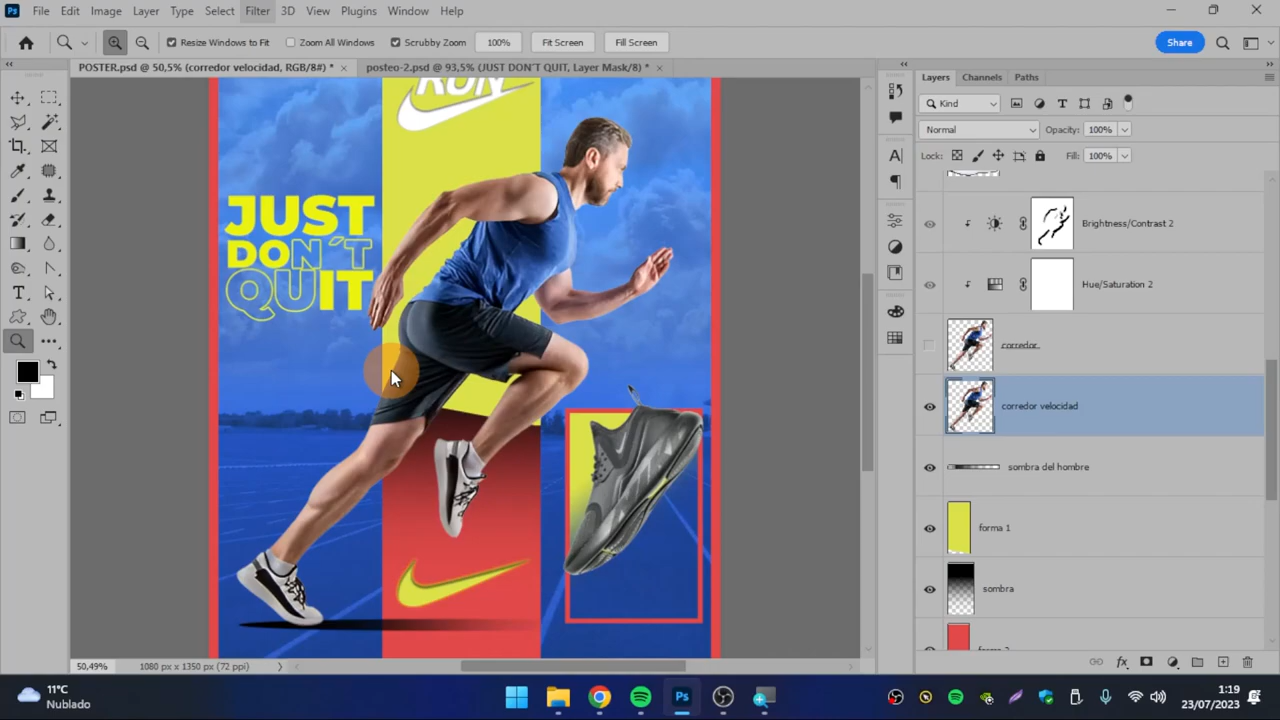 Ps File Edit Image Layer Type Select Filter 3D View Plugins Window Help
Resize Windows to Fit Zoom All Windows Scrubby Zoom 100% Fit Screen Fill Screen Share
POSTER.psd @ 50,5% (corredor velocidad, RGB/8#) * × posteo-2.psd @ 93,5% (JUST DON´T QUIT, Layer Mask/8) * ×
Layers Channels Paths
Kind
Normal Opacity: 100%
Lock: Fill: 100%
RUN
JUST
DON´T
QUIT
Brightness/Contrast 2
Hue/Saturation 2
corredor
corredor velocidad
sombra del hombre
forma 1
sombra
50,49% 1080 px x 1350 px (72 ppi)
11°C
Nublado
Ps
1:19
23/07/2023